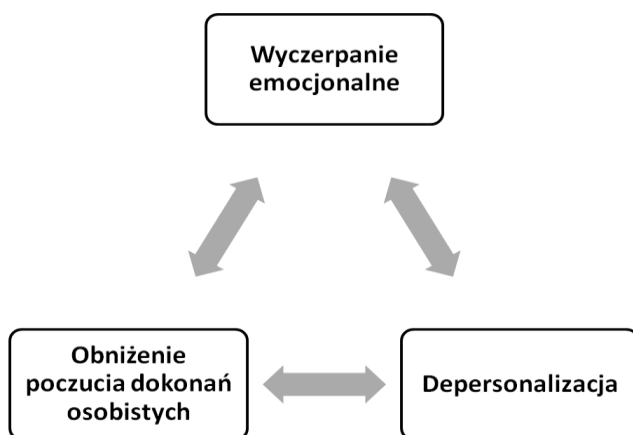 Wyczerpanie
emocjonalne
Obniżenie
poczucia dokonań
osobistych
Depersonalizacja